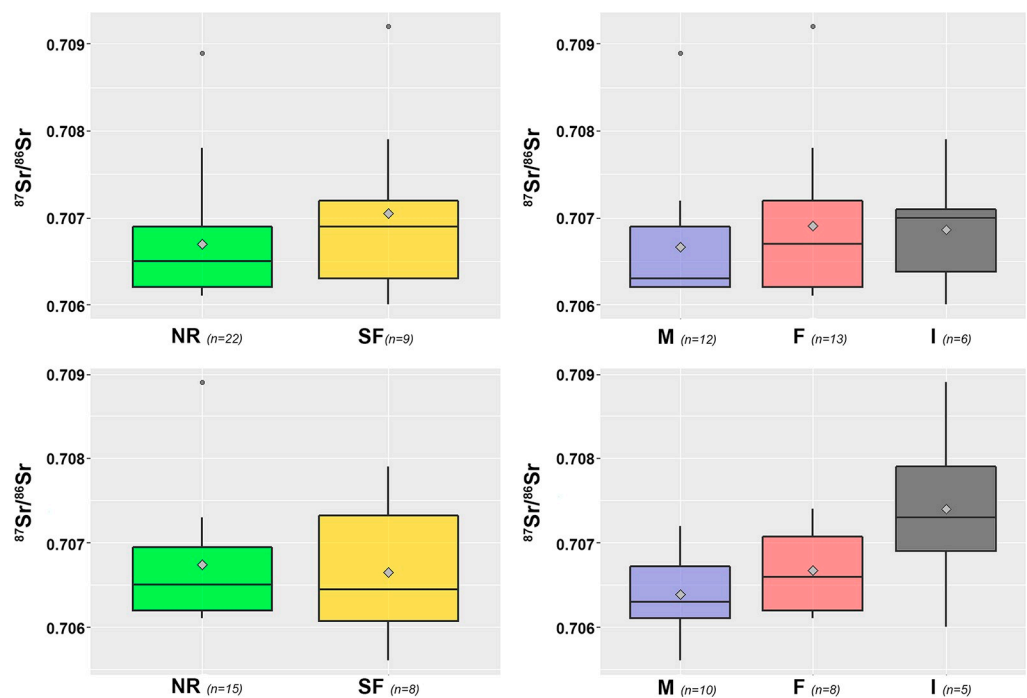 0.709
0.708
0.707
0.706
87Sr/86Sr
NR (n=22) SF(n=9)
0.709
0.708
0.707
0.706
87Sr/86Sr
M (n=12) F (n=13) I (n=6)
0.709
0.708
0.707
0.706
87Sr/86Sr
NR (n=15) SF(n=8)
0.709
0.708
0.707
0.706
87Sr/86Sr
M (n=10) F (n=8) I (n=5)